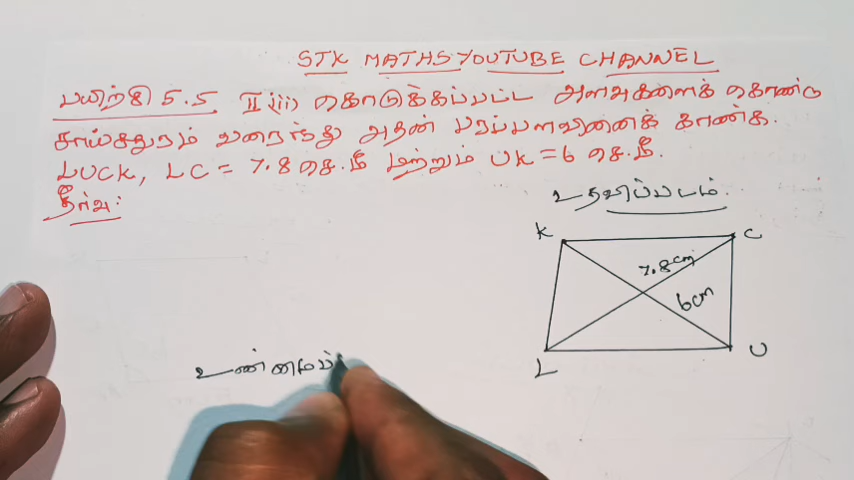 STK MATHS YOUTUBE CHANNEL
பயிற்சி 5.5 II iii) கொடுக்கப்பட்ட அளவுகளைக் கொண்டு
சாய்சதுரம் வரைந்து அதன் பரப்பளவினைக் காண்க.
LUCK, LC = 7.8 செ.மீ மற்றும் UK = 6 செ.மீ.
தீர்வு:
உதவிப்படம்
K C
7.8cm
6cm
L U
உண்மைப்